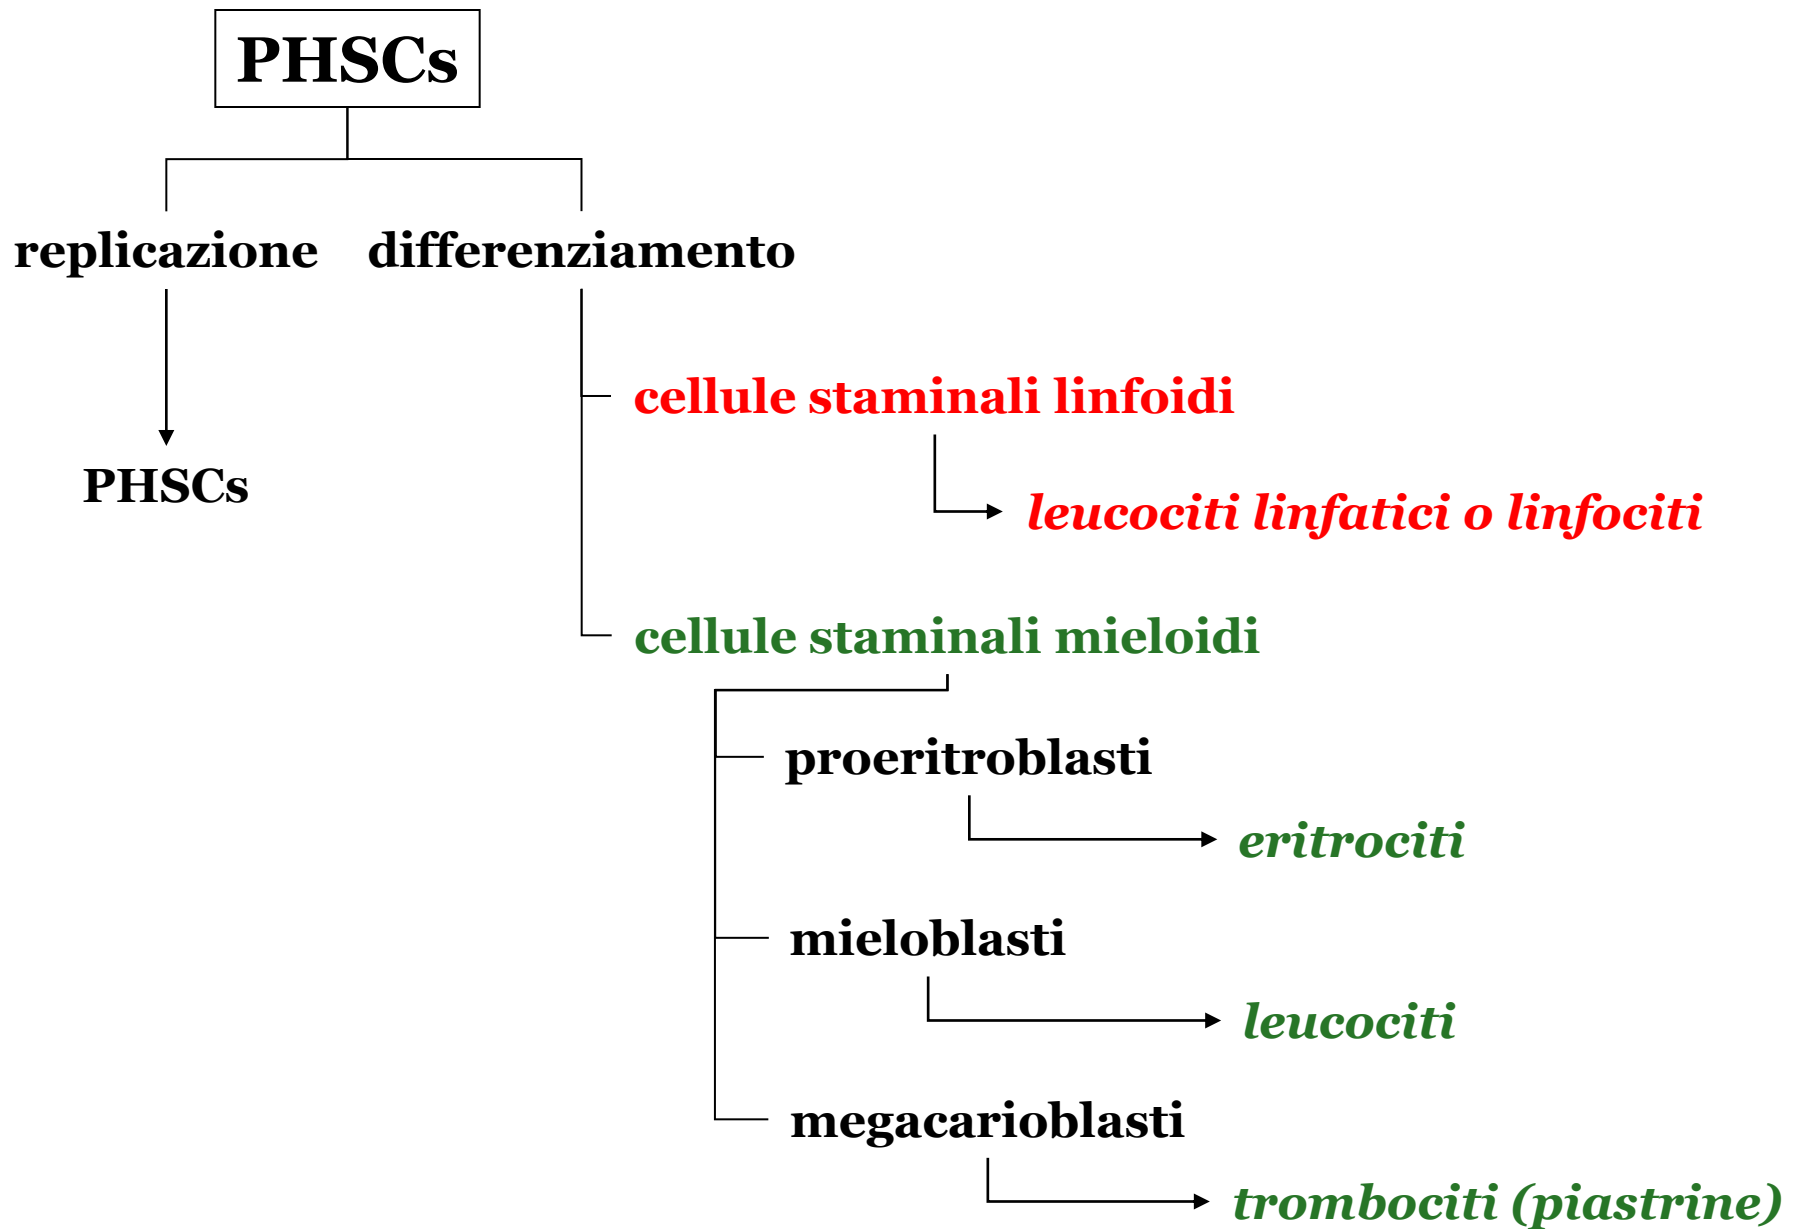 PHSCs
replicazione differenziamento
cellule staminali linfoidi
PHSCs
leucociti linfatici o linfociti
cellule staminali mieloidi
proeritroblasti
eritrociti
mieloblasti
leucociti
megacarioblasti
trombociti (piastrine)